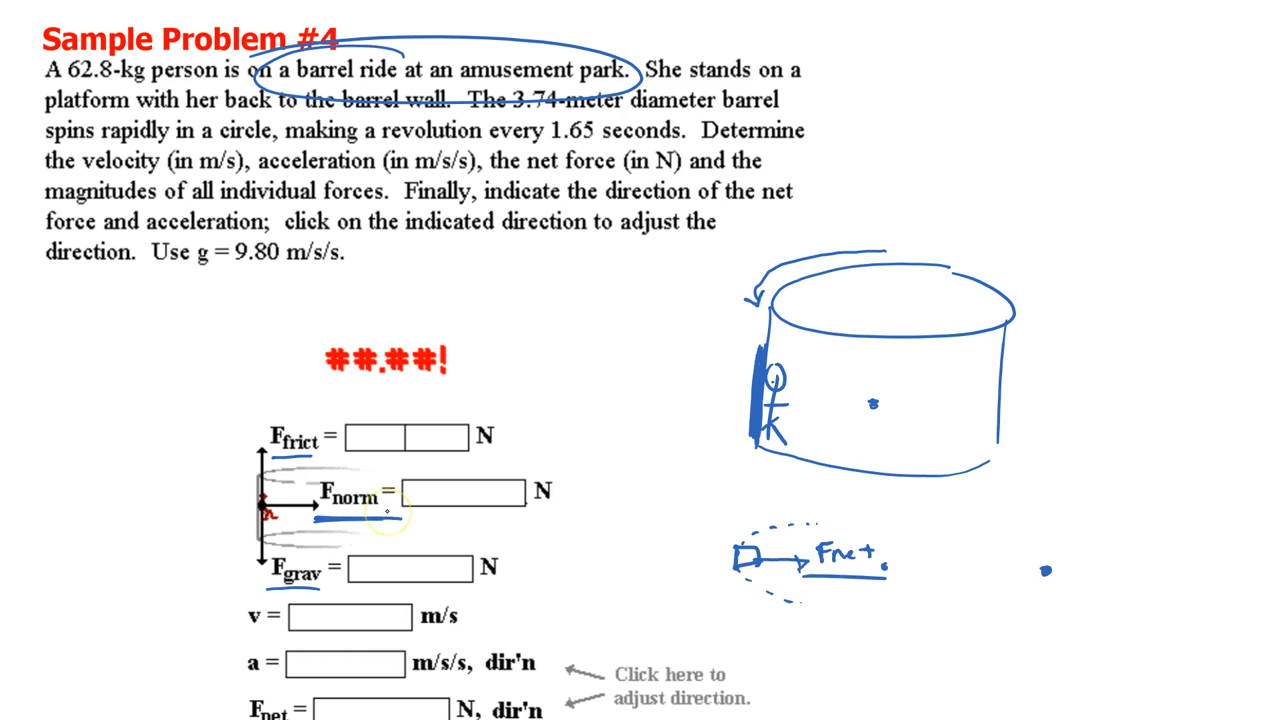 Sample Problem #4
A 62.8-kg person is on a barrel ride at an amusement park. She stands on a
platform with her back to the barrel wall. The 3.74-meter diameter barrel
spins rapidly in a circle, making a revolution every 1.65 seconds. Determine
the velocity (in m/s), acceleration (in m/s/s), the net force (in N) and the
magnitudes of all individual forces. Finally, indicate the direction of the net
force and acceleration; click on the indicated direction to adjust the
direction. Use g = 9.80 m/s/s.
##.##!
Ffrict = N
Fnorm = N
Fnet
Fgrav = N
v = m/s
a = m/s/s, dir'n
Click here to
adjust direction.
Fnet = N, dir'n